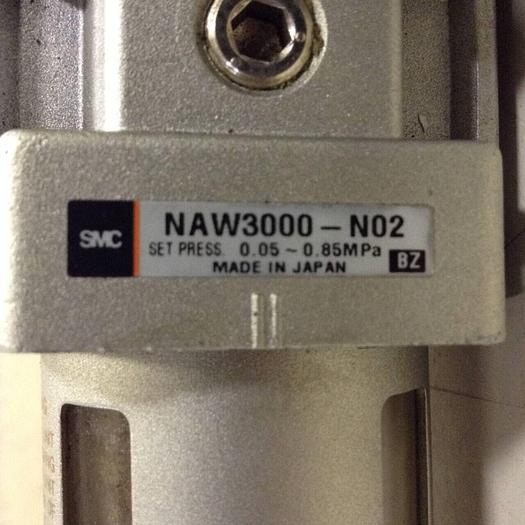 SMC
NAW3000-N02
SET PRESS. 0.05~0.85MPa
MADE IN JAPAN BZ